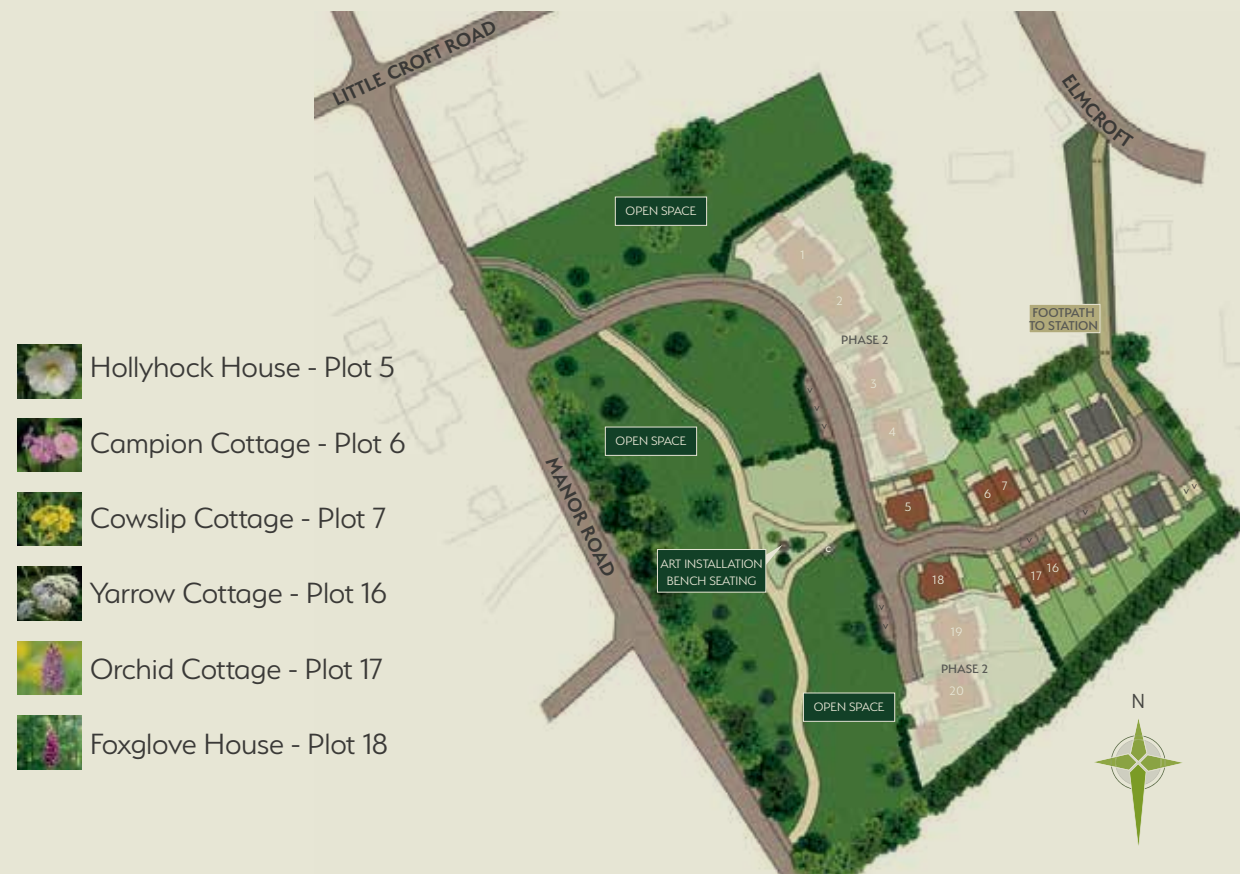 LITTLE CROFT ROAD
ELMCROFT
OPEN SPACE
1
2
FOOTPATH
TO STATION
PHASE 2
Hollyhock House - Plot 5
3
Campion Cottage - Plot 6
OPEN SPACE
4
MANOR ROAD
6
7
5
Cowslip Cottage - Plot 7
ART INSTALLATION
BENCH SEATING
C
18
17
16
Yarrow Cottage - Plot 16
19
Orchid Cottage - Plot 17
PHASE 2
20
OPEN SPACE
N
Foxglove House - Plot 18